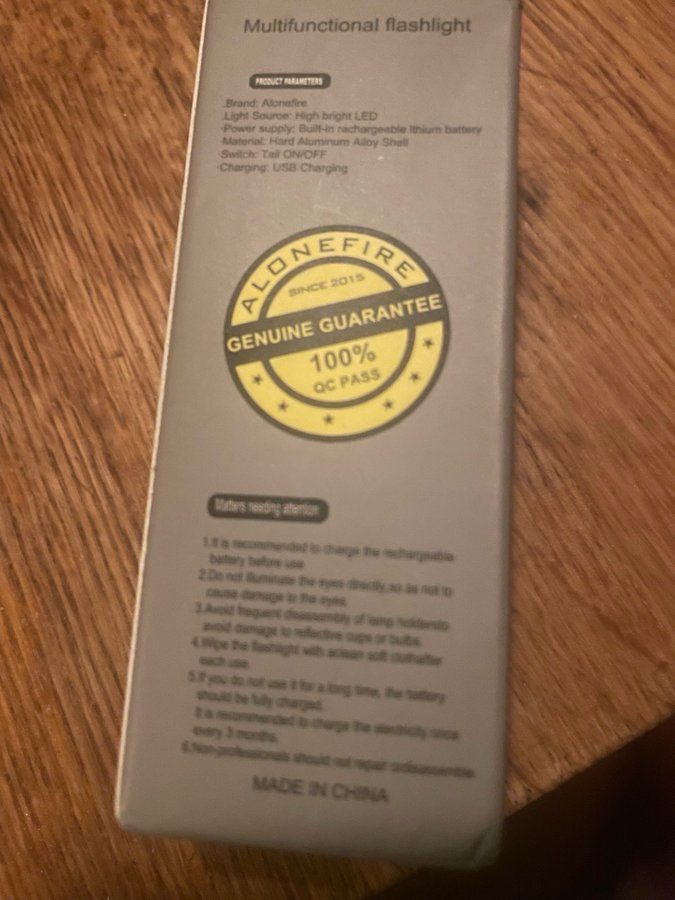 Multifunctional flashlight
PRODUCT PARAMETERS
.Brand: Alonefire
.Light Source: High bright LED
·Power supply: Built-in rachargeable lthium battery
·Material: Hard Aluminum Alloy Shell
·Switch: Tail ON/OFF
·Charging: USB Charging
ALONEFIRE
SINCE 2015
GENUINE GUARANTEE
100%
QC PASS
Matters needing attention
1.It is recommended to charge the rechargeable
battery before use
2.Do not illuminate the eyes directly,so as not to
cause damage to the eyes.
3.Avoid frequent disassembly of lamp holdersto
avoid damage to reflective cups or bulbs.
4.Wipe the flashlight with aclean soft clothafter
each use.
5.If you do not use it for a long time, the battery
should be fully charged.
It is recommended to charge the electricity once
every 3 months.
6.Non-professionals should not repair ordisassemble.
MADE IN CHINA